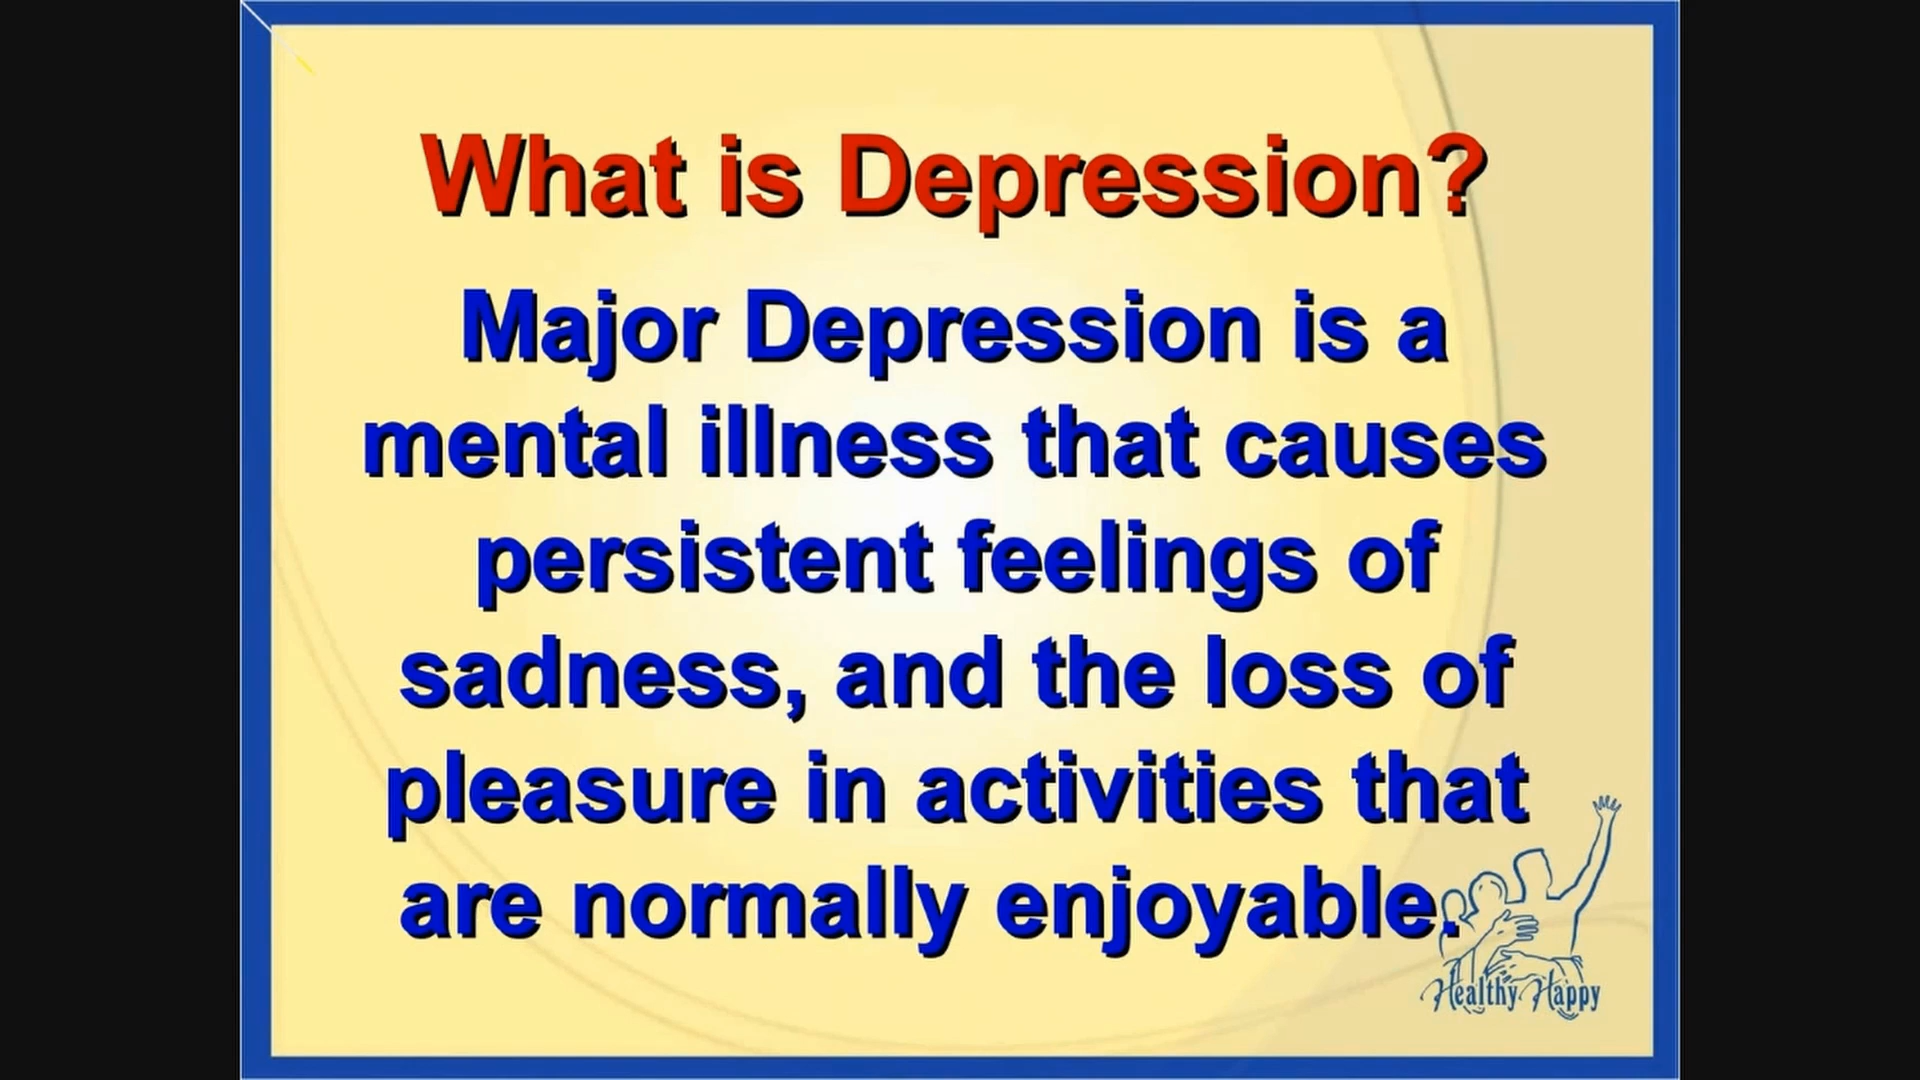 What is Depression?
Major Depression is a
mental illness that causes
persistent feelings of
sadness, and the loss of
pleasure in activities that
are normally enjoyable.
Healthy Happy